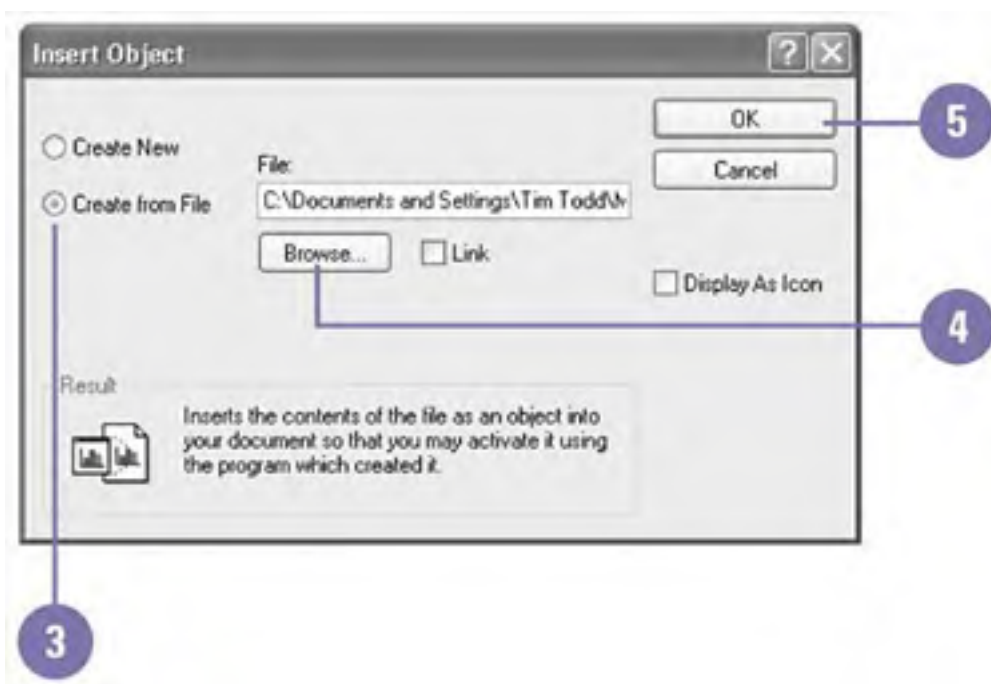 Insert Object
OK
5
Create New
File:
Cancel
Create from File
C:\Documents and Settings\Tim Todd\M
Browse...
Link
Display As Icon
4
Result
Inserts the contents of the file as an object into
your document so that you may activate it using
the program which created it.
3